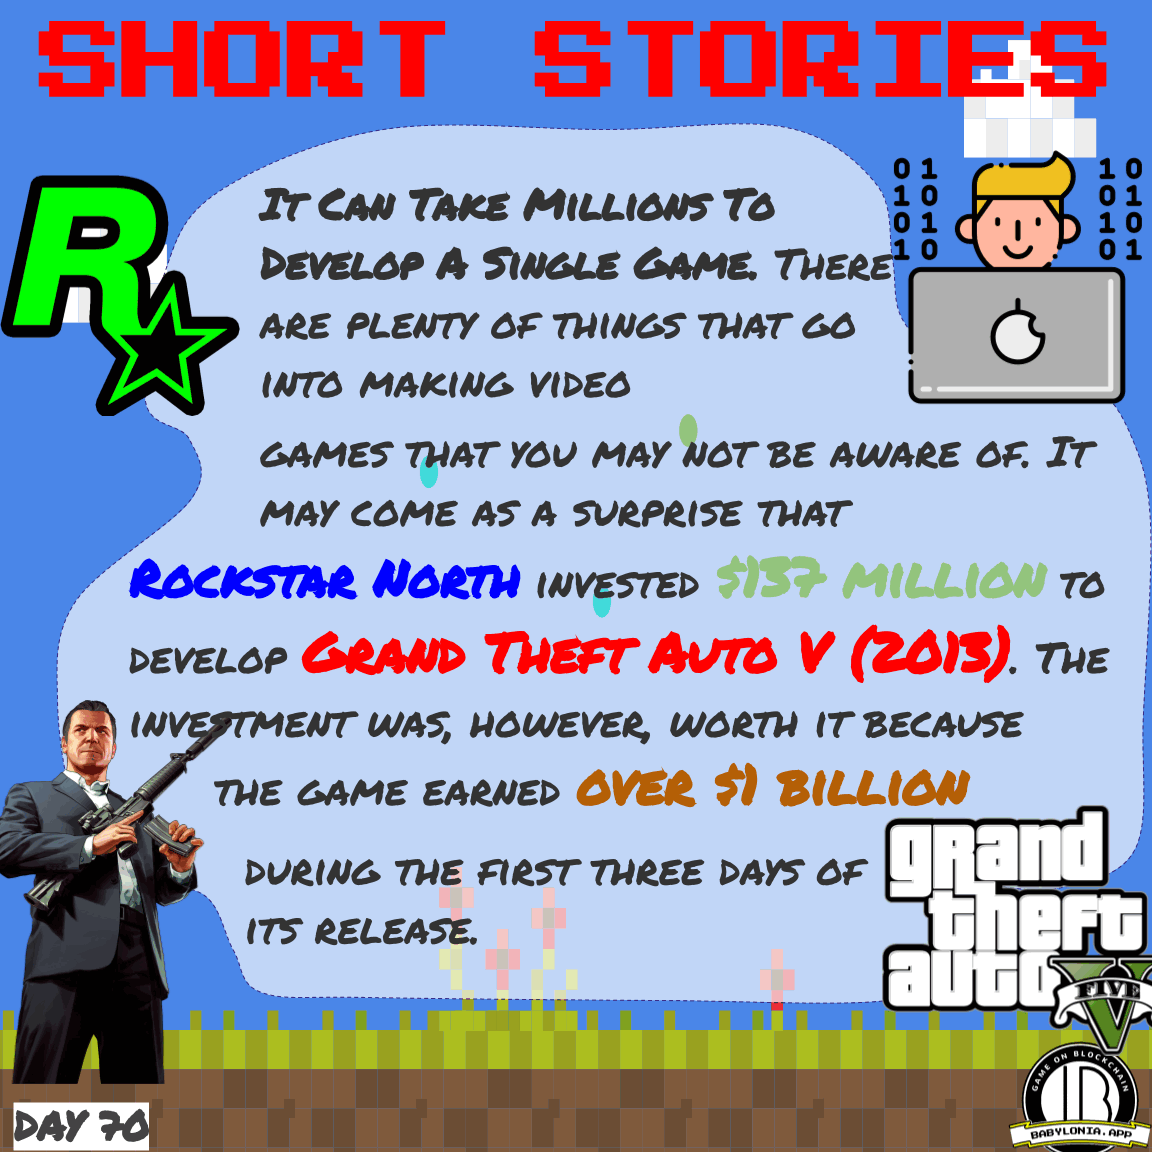 SHORT STORIES
It Can Take Millions To
Develop A Single Game. There
are plenty of things that go
into making video
games that you may not be aware of. It
may come as a surprise that
Rockstar North invested $137 million to
develop Grand Theft Auto V (2013). The
investment was, however, worth it because
the game earned over $1 billion
during the first three days of
its release.
R
01 10
10 01
01 10
10 01
grand
theft
auto
V
FIVE
GAME ON BLOCKCHAIN
B
BABYLONIA.APP
DAY 70